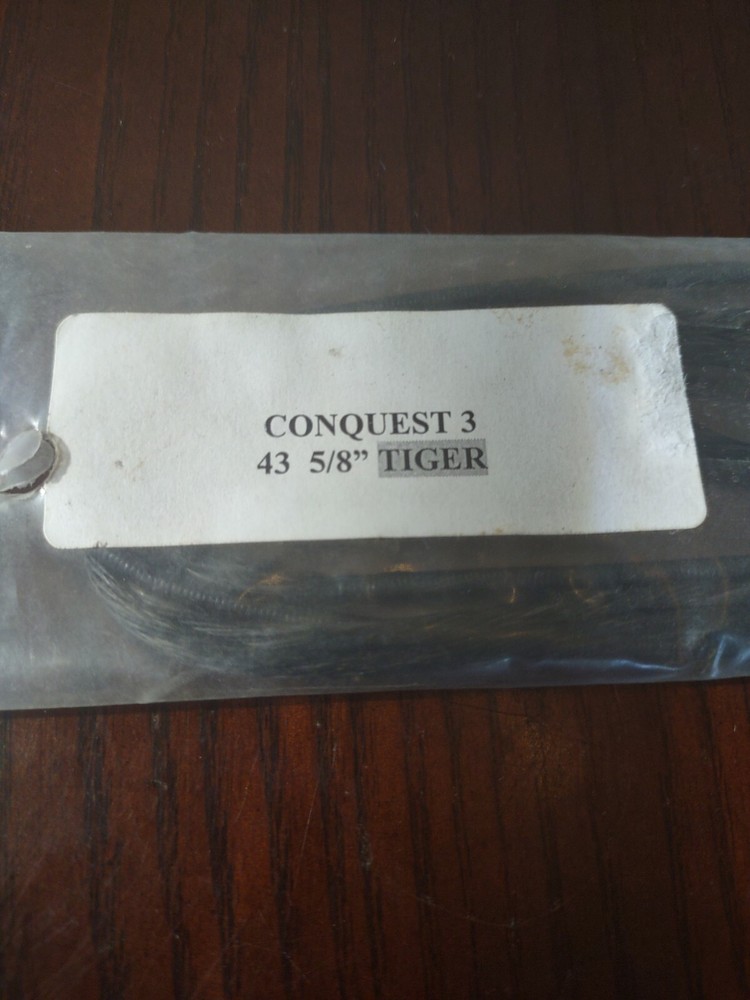 CONQUEST 3
43 5/8” TIGER